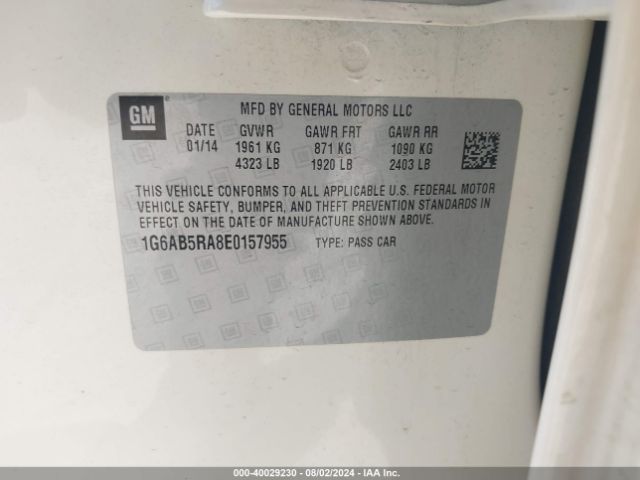 GM
MFD BY GENERAL MOTORS LLC
DATE GVWR GAWR FRT GAWR RR
01/14 1961 KG 871 KG 1090 KG
4323 LB 1920 LB 2403 LB
THIS VEHICLE CONFORMS TO ALL APPLICABLE U.S. FEDERAL MOTOR
VEHICLE SAFETY, BUMPER, AND THEFT PREVENTION STANDARDS IN
EFFECT ON THE DATE OF MANUFACTURE SHOWN ABOVE.
1G6AB5RA8E0157955 TYPE: PASS CAR
000-40029230 - 08/02/2024 - IAAI.com